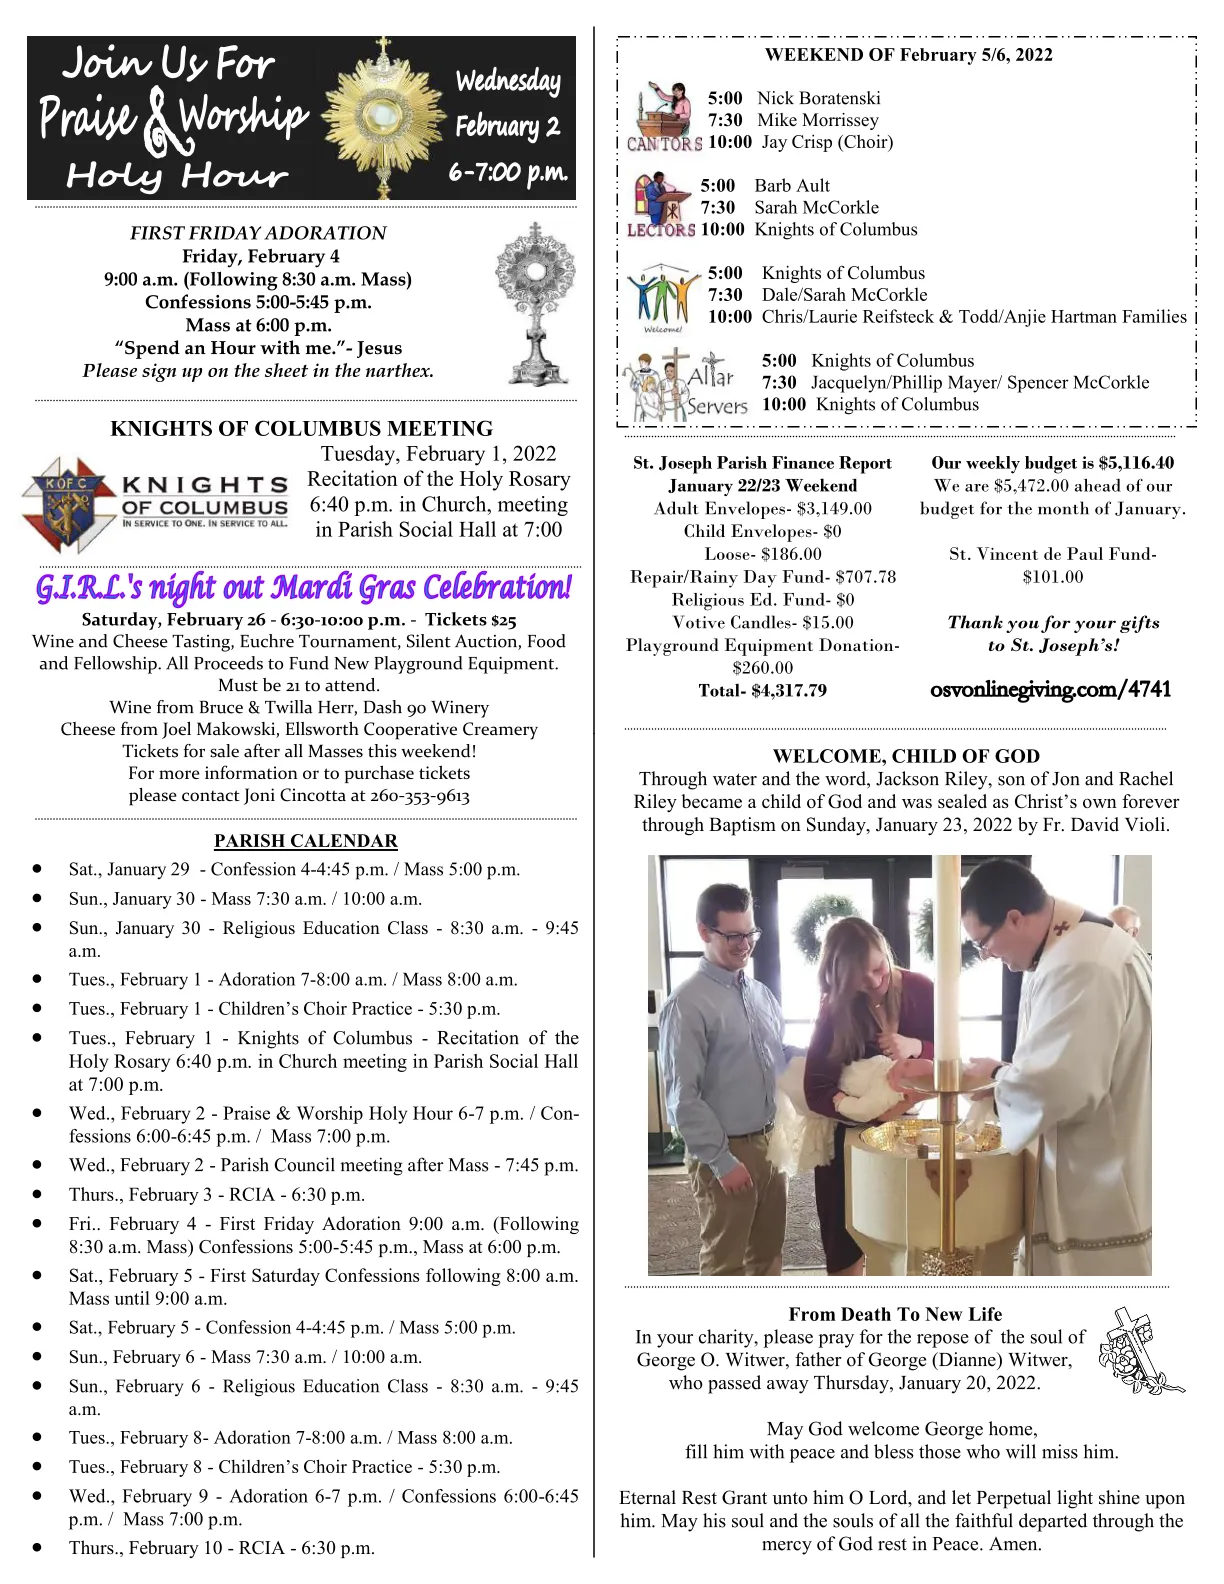 Join Us For
Praise & Worship
Holy Hour
Wednesday
February 2
6-7:00 p.m.
FIRST FRIDAY ADORATION
Friday, February 4
9:00 a.m. (Following 8:30 a.m. Mass)
Confessions 5:00-5:45 p.m.
Mass at 6:00 p.m.
“Spend an Hour with me.”- Jesus
Please sign up on the sheet in the narthex.
KNIGHTS OF COLUMBUS MEETING
K OF C
KNIGHTS
OF COLUMBUS
IN SERVICE TO ONE. IN SERVICE TO ALL.
Tuesday, February 1, 2022
Recitation of the Holy Rosary
6:40 p.m. in Church, meeting
in Parish Social Hall at 7:00
G.I.R.L.'s night out Mardi Gras Celebration!
Saturday, February 26 - 6:30-10:00 p.m. - Tickets $25
Wine and Cheese Tasting, Euchre Tournament, Silent Auction, Food
and Fellowship. All Proceeds to Fund New Playground Equipment.
Must be 21 to attend.
Wine from Bruce & Twilla Herr, Dash 90 Winery
Cheese from Joel Makowski, Ellsworth Cooperative Creamery
Tickets for sale after all Masses this weekend!
For more information or to purchase tickets
please contact Joni Cincotta at 260-353-9613
PARISH CALENDAR
• Sat., January 29 - Confession 4-4:45 p.m. / Mass 5:00 p.m.
• Sun., January 30 - Mass 7:30 a.m. / 10:00 a.m.
• Sun., January 30 - Religious Education Class - 8:30 a.m. - 9:45
a.m.
• Tues., February 1 - Adoration 7-8:00 a.m. / Mass 8:00 a.m.
• Tues., February 1 - Children’s Choir Practice - 5:30 p.m.
• Tues., February 1 - Knights of Columbus - Recitation of the
Holy Rosary 6:40 p.m. in Church meeting in Parish Social Hall
at 7:00 p.m.
• Wed., February 2 - Praise & Worship Holy Hour 6-7 p.m. / Con-
fessions 6:00-6:45 p.m. / Mass 7:00 p.m.
• Wed., February 2 - Parish Council meeting after Mass - 7:45 p.m.
• Thurs., February 3 - RCIA - 6:30 p.m.
• Fri.. February 4 - First Friday Adoration 9:00 a.m. (Following
8:30 a.m. Mass) Confessions 5:00-5:45 p.m., Mass at 6:00 p.m.
• Sat., February 5 - First Saturday Confessions following 8:00 a.m.
Mass until 9:00 a.m.
• Sat., February 5 - Confession 4-4:45 p.m. / Mass 5:00 p.m.
• Sun., February 6 - Mass 7:30 a.m. / 10:00 a.m.
• Sun., February 6 - Religious Education Class - 8:30 a.m. - 9:45
a.m.
• Tues., February 8- Adoration 7-8:00 a.m. / Mass 8:00 a.m.
• Tues., February 8 - Children’s Choir Practice - 5:30 p.m.
• Wed., February 9 - Adoration 6-7 p.m. / Confessions 6:00-6:45
p.m. / Mass 7:00 p.m.
• Thurs., February 10 - RCIA - 6:30 p.m.
WEEKEND OF February 5/6, 2022
CANTORS
5:00 Nick Boratenski
7:30 Mike Morrissey
10:00 Jay Crisp (Choir)
LECTORS
5:00 Barb Ault
7:30 Sarah McCorkle
10:00 Knights of Columbus
Welcome!
5:00 Knights of Columbus
7:30 Dale/Sarah McCorkle
10:00 Chris/Laurie Reifsteck & Todd/Anjie Hartman Families
Altar
Servers
5:00 Knights of Columbus
7:30 Jacquelyn/Phillip Mayer/ Spencer McCorkle
10:00 Knights of Columbus
St. Joseph Parish Finance Report
January 22/23 Weekend
Adult Envelopes- $3,149.00
Child Envelopes- $0
Loose- $186.00
Repair/Rainy Day Fund- $707.78
Religious Ed. Fund- $0
Votive Candles- $15.00
Playground Equipment Donation-
$260.00
Total- $4,317.79
Our weekly budget is $5,116.40
We are $5,472.00 ahead of our
budget for the month of January.
St. Vincent de Paul Fund-
$101.00
Thank you for your gifts
to St. Joseph’s!
osvonlinegiving.com/4741
WELCOME, CHILD OF GOD
Through water and the word, Jackson Riley, son of Jon and Rachel
Riley became a child of God and was sealed as Christ’s own forever
through Baptism on Sunday, January 23, 2022 by Fr. David Violi.
From Death To New Life
In your charity, please pray for the repose of the soul of
George O. Witwer, father of George (Dianne) Witwer,
who passed away Thursday, January 20, 2022.
May God welcome George home,
fill him with peace and bless those who will miss him.
Eternal Rest Grant unto him O Lord, and let Perpetual light shine upon
him. May his soul and the souls of all the faithful departed through the
mercy of God rest in Peace. Amen.